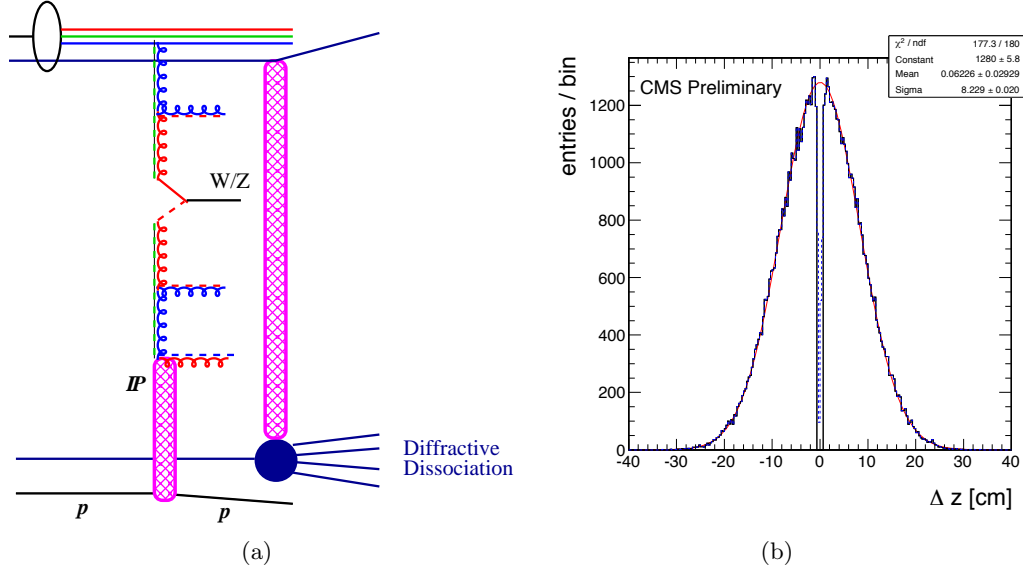 W/Z
IP
Diffractive
Dissociation
p
p
(a)
CMS Preliminary
χ² / ndf 177.3 / 180
Constant 1280 ± 5.8
Mean 0.06226 ± 0.02929
Sigma 8.229 ± 0.020
entries / bin
1200
1000
800
600
400
200
0
-40 -30 -20 -10 0 10 20 30 40
Δ z [cm]
(b)